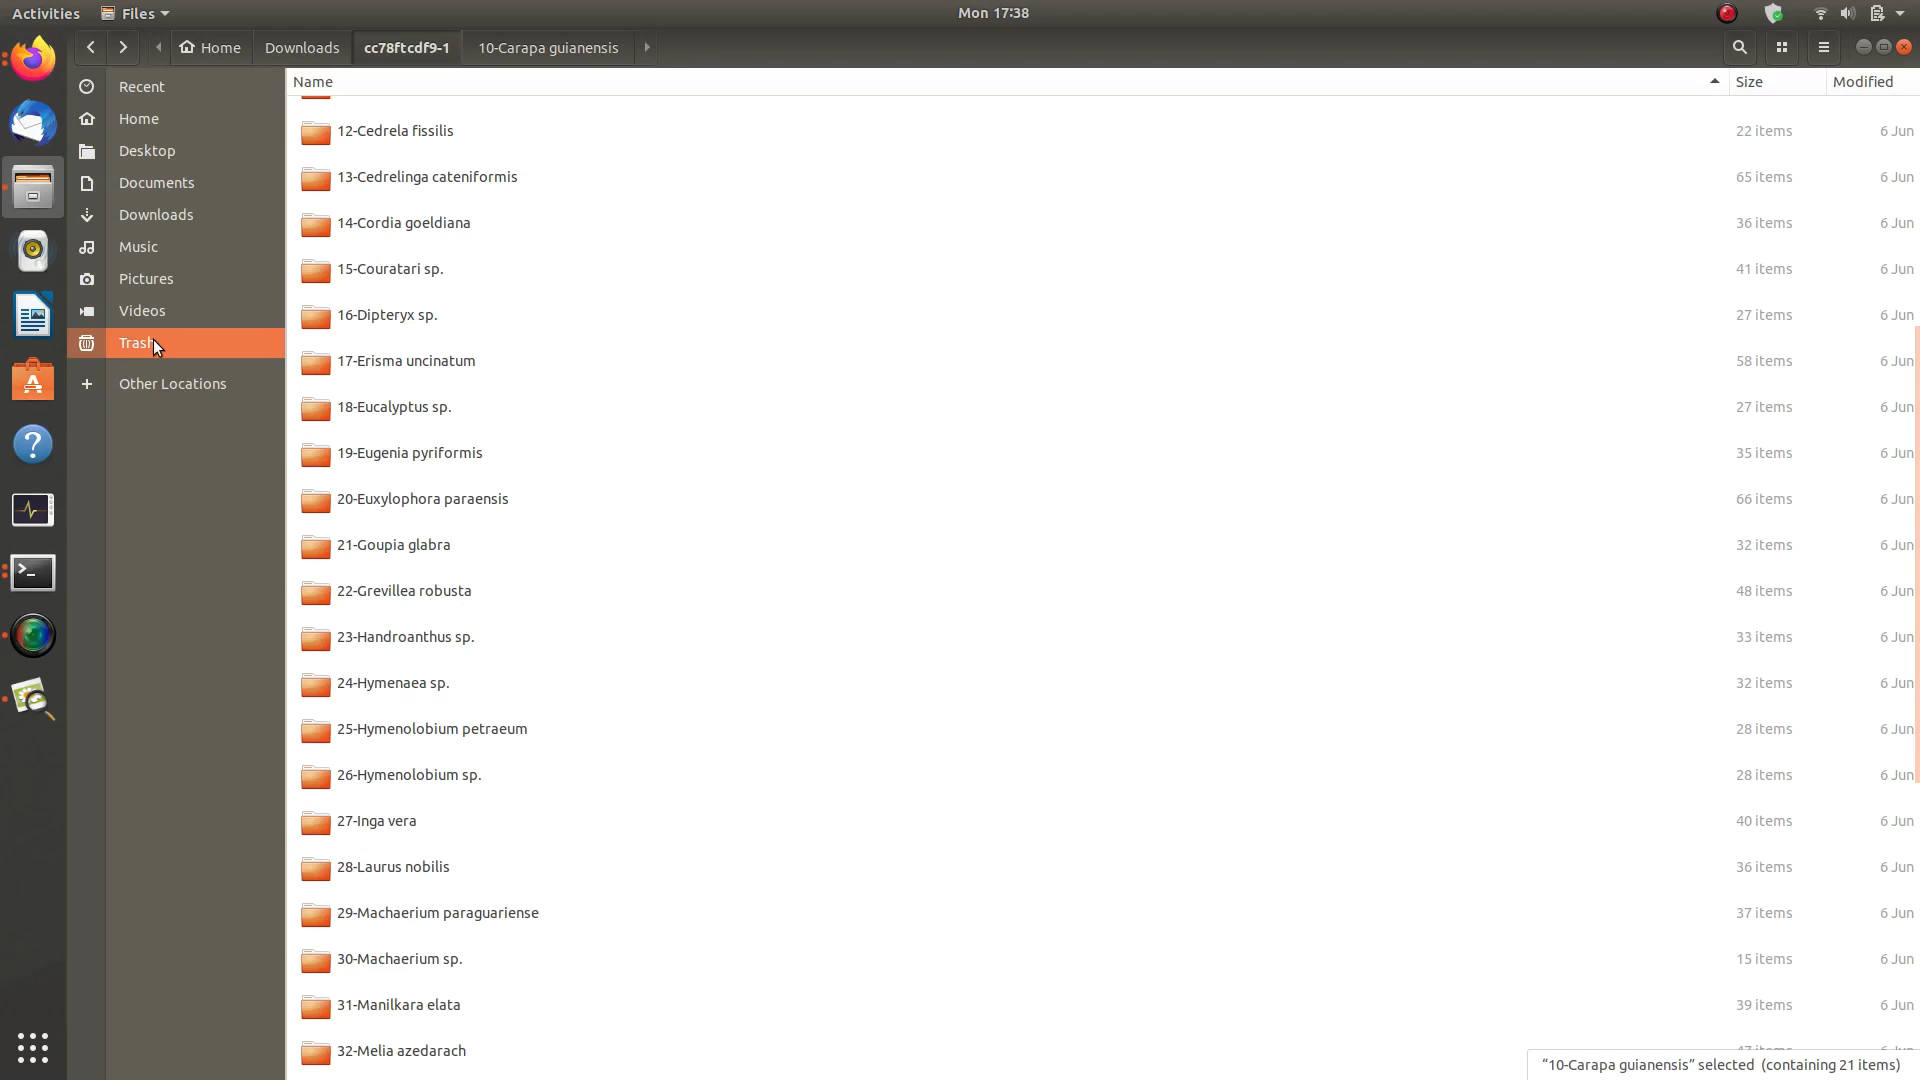 Activities Files Mon 17:38
Home Downloads cc78ftcdf9-1 10-Carapa guianensis
Recent
Home
Desktop
Documents
Downloads
Music
Pictures
Videos
Trash
Other Locations
Name Size Modified
12-Cedrela fissilis 22 items 6 Jun
13-Cedrelinga cateniformis 65 items 6 Jun
14-Cordia goeldiana 36 items 6 Jun
15-Couratari sp. 41 items 6 Jun
16-Dipteryx sp. 27 items 6 Jun
17-Erisma uncinatum 58 items 6 Jun
18-Eucalyptus sp. 27 items 6 Jun
19-Eugenia pyriformis 35 items 6 Jun
20-Euxylophora paraensis 66 items 6 Jun
21-Goupia glabra 32 items 6 Jun
22-Grevillea robusta 48 items 6 Jun
23-Handroanthus sp. 33 items 6 Jun
24-Hymenaea sp. 32 items 6 Jun
25-Hymenolobium petraeum 28 items 6 Jun
26-Hymenolobium sp. 28 items 6 Jun
27-Inga vera 40 items 6 Jun
28-Laurus nobilis 36 items 6 Jun
29-Machaerium paraguariense 37 items 6 Jun
30-Machaerium sp. 15 items 6 Jun
31-Manilkara elata 39 items 6 Jun
32-Melia azedarach
“10-Carapa guianensis” selected (containing 21 items)